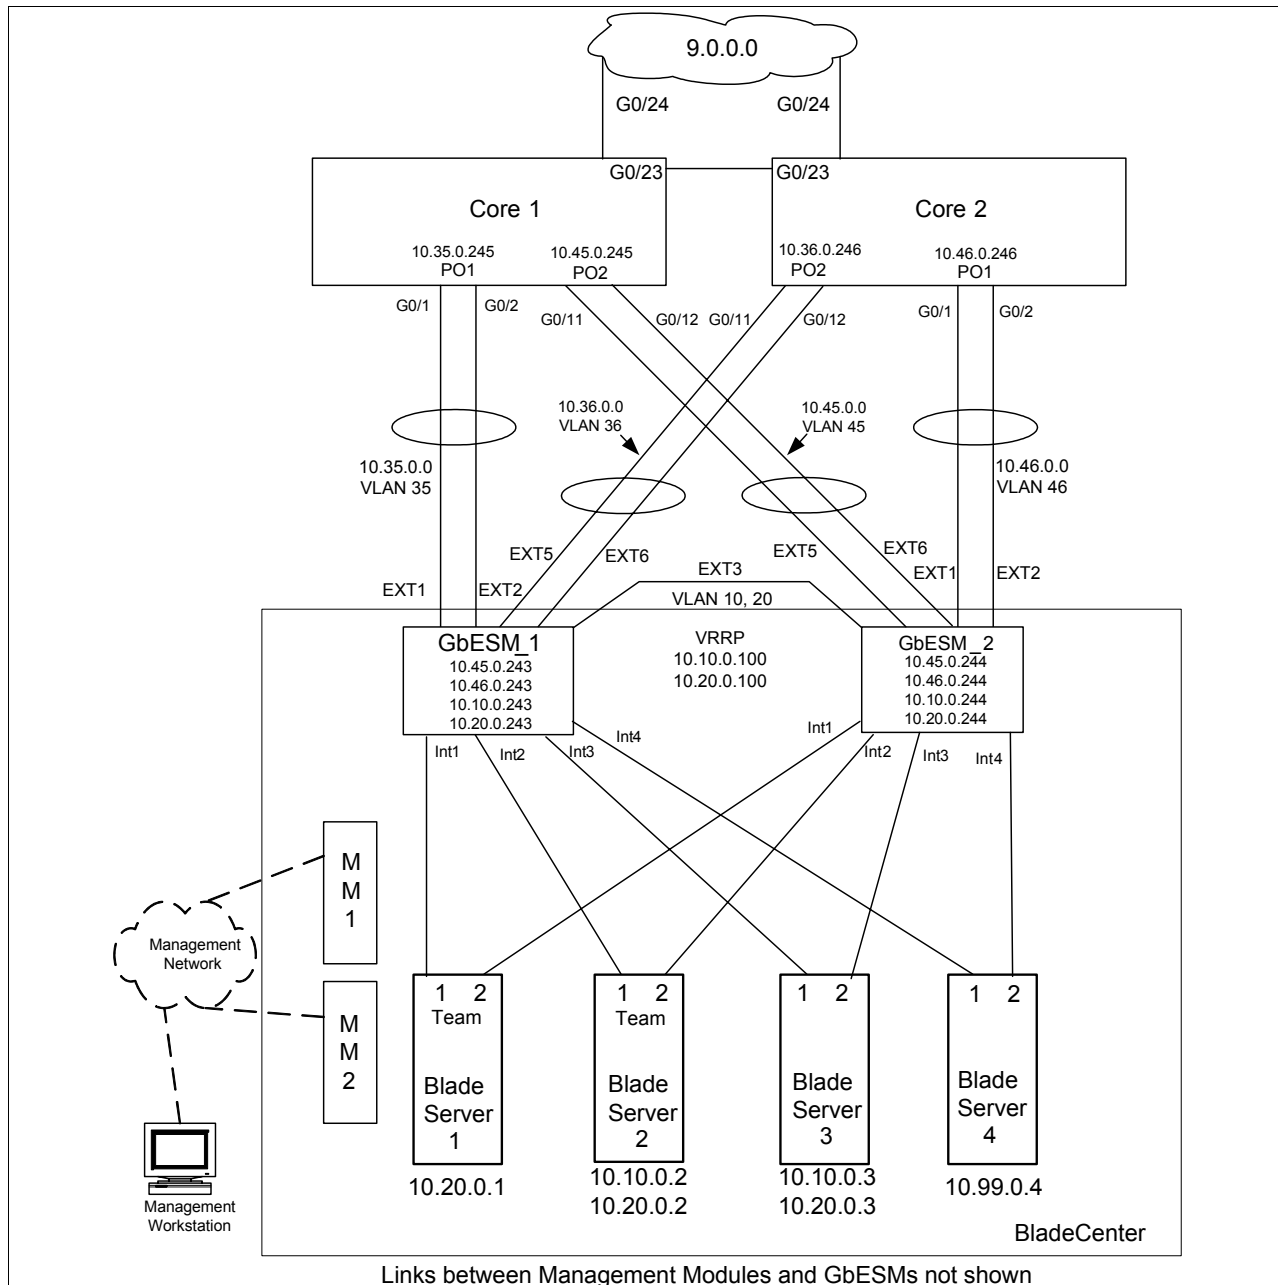 9.0.0.0
G0/24
G0/24
G0/23
G0/23
Core 1
Core 2
10.35.0.245
PO1
10.45.0.245
PO2
10.36.0.246
PO2
10.46.0.246
PO1
G0/1
G0/2
G0/11
G0/12
G0/11
G0/12
G0/1
G0/2
10.36.0.0
VLAN 36
10.45.0.0
VLAN 45
10.35.0.0
VLAN 35
10.46.0.0
VLAN 46
EXT1
EXT2
EXT5
EXT6
EXT3
EXT5
EXT6
EXT1
EXT2
VLAN 10, 20
GbESM_1
10.45.0.243
10.46.0.243
10.10.0.243
10.20.0.243
VRRP
10.10.0.100
10.20.0.100
GbESM_2
10.45.0.244
10.46.0.244
10.10.0.244
10.20.0.244
Int1
Int2
Int3
Int4
Int1
Int2
Int3
Int4
M
M
1
Management
Network
M
M
2
Management
Workstation
1 2
Team
Blade
Server
1
10.20.0.1
1 2
Team
Blade
Server
2
10.10.0.2
10.20.0.2
1 2
Blade
Server
3
10.10.0.3
10.20.0.3
1 2
Blade
Server
4
10.99.0.4
BladeCenter
Links between Management Modules and GbESMs not shown